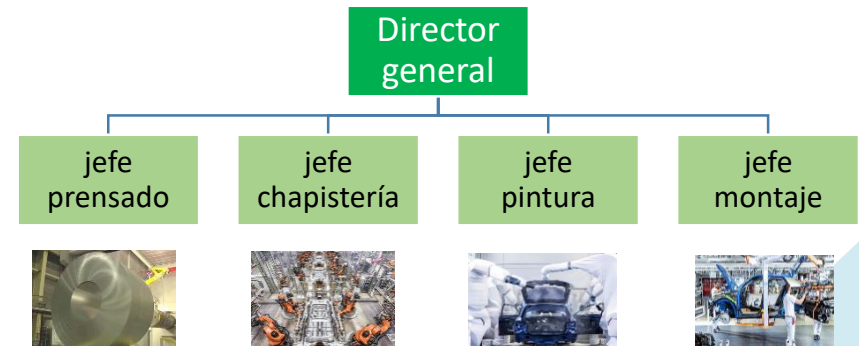 Director
general
jefe
prensado
jefe
chapistería
jefe
pintura
jefe
montaje